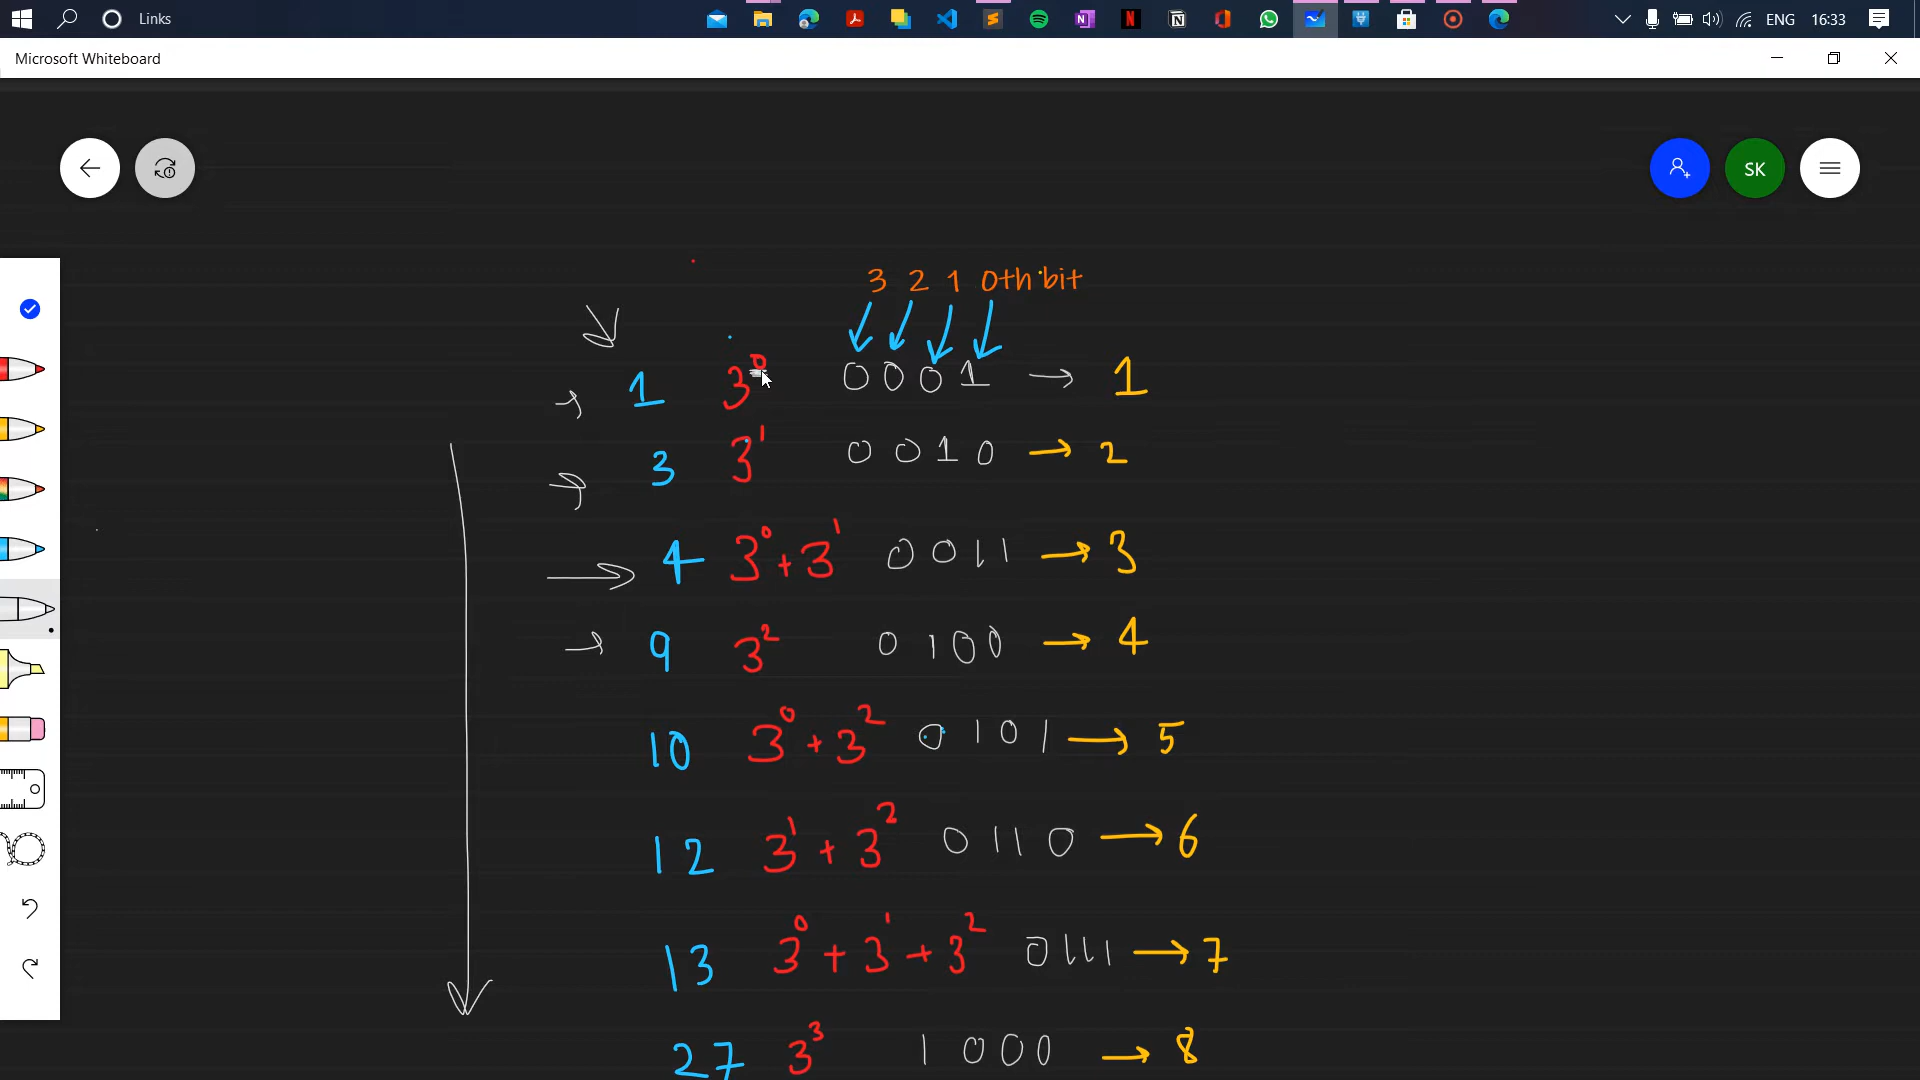 Links
ENG 16:33
Microsoft Whiteboard
SK
3 2 1 0th bit
1 3⁰ 0001 → 1
3 3¹ 0010 → 2
4 3⁰+3¹ 0011 → 3
9 3² 0100 → 4
10 3⁰+3² 0101 → 5
12 3¹+3² 0110 → 6
13 3⁰+3¹+3² 0111 → 7
27 3³ 1000 → 8